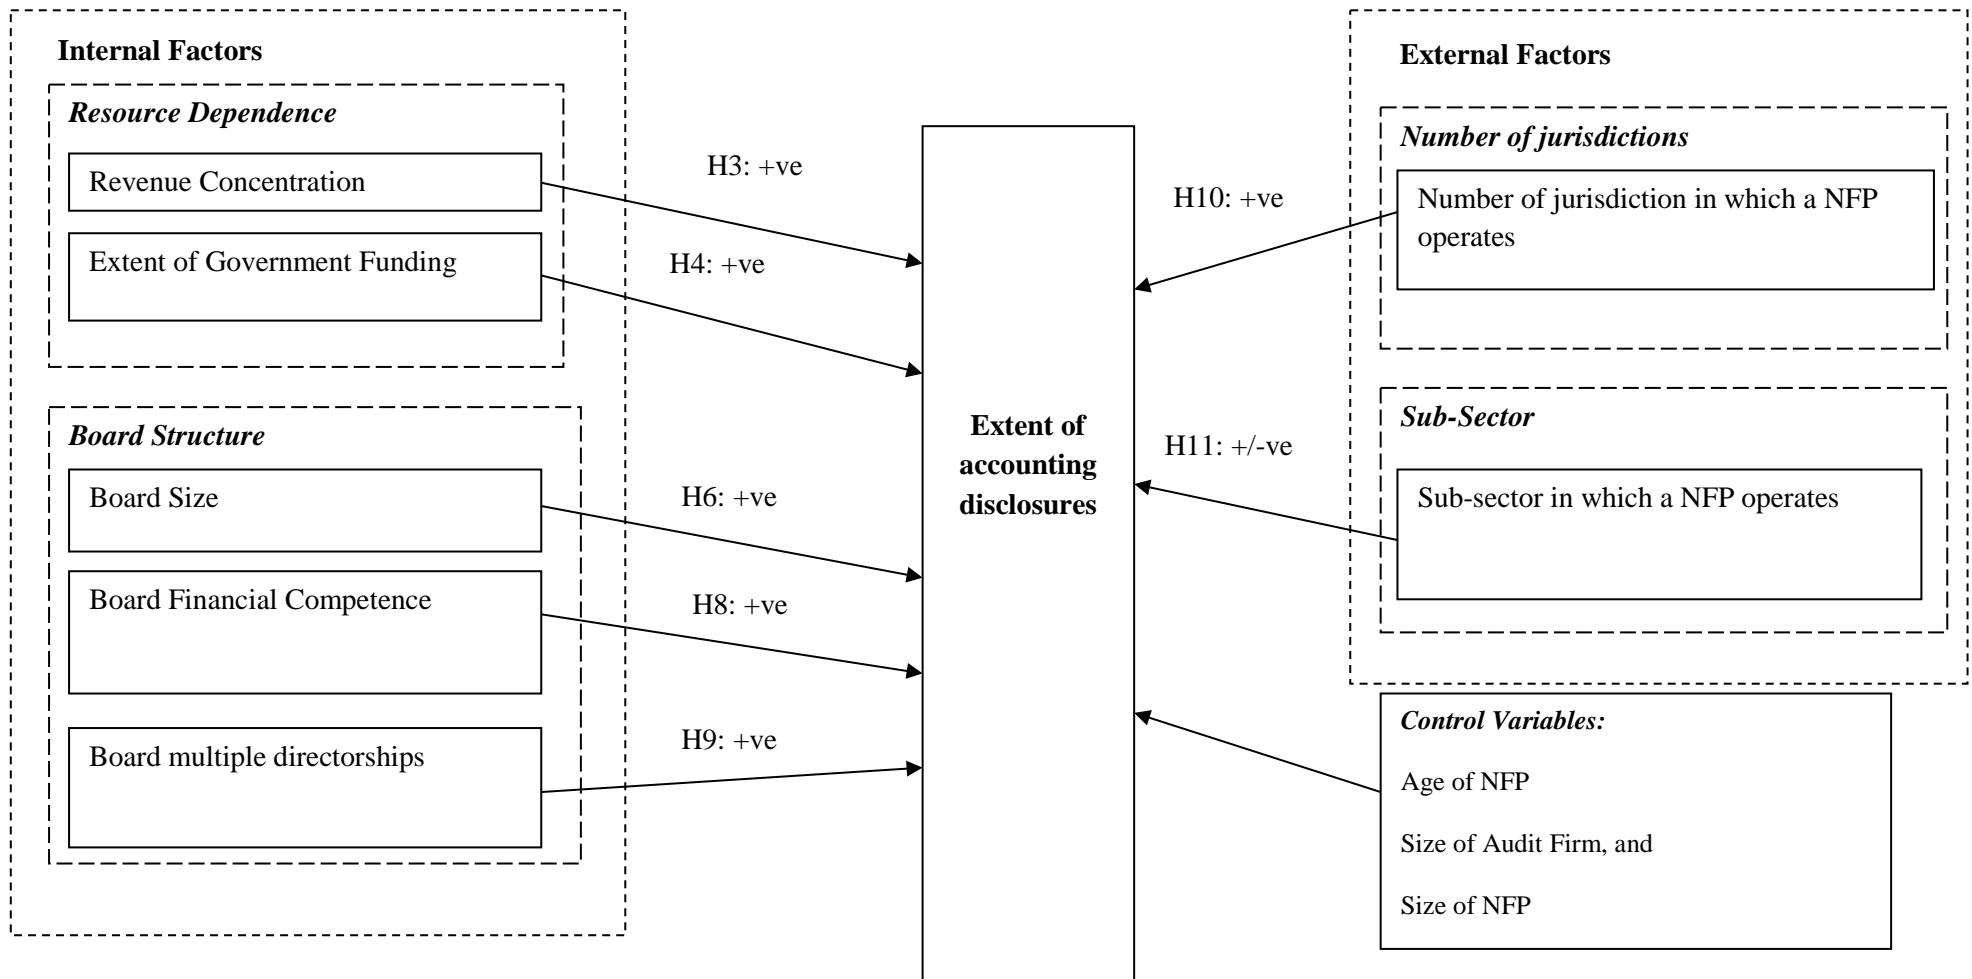 Internal Factors
Resource Dependence
Revenue Concentration
Extent of Government Funding
Board Structure
Board Size
Board Financial Competence
Board multiple directorships
H3: +ve
H4: +ve
H6: +ve
H8: +ve
H9: +ve
Extent of
accounting
disclosures
H10: +ve
H11: +/-ve
External Factors
Number of jurisdictions
Number of jurisdiction in which a NFP
operates
Sub-Sector
Sub-sector in which a NFP operates
Control Variables:
Age of NFP
Size of Audit Firm, and
Size of NFP